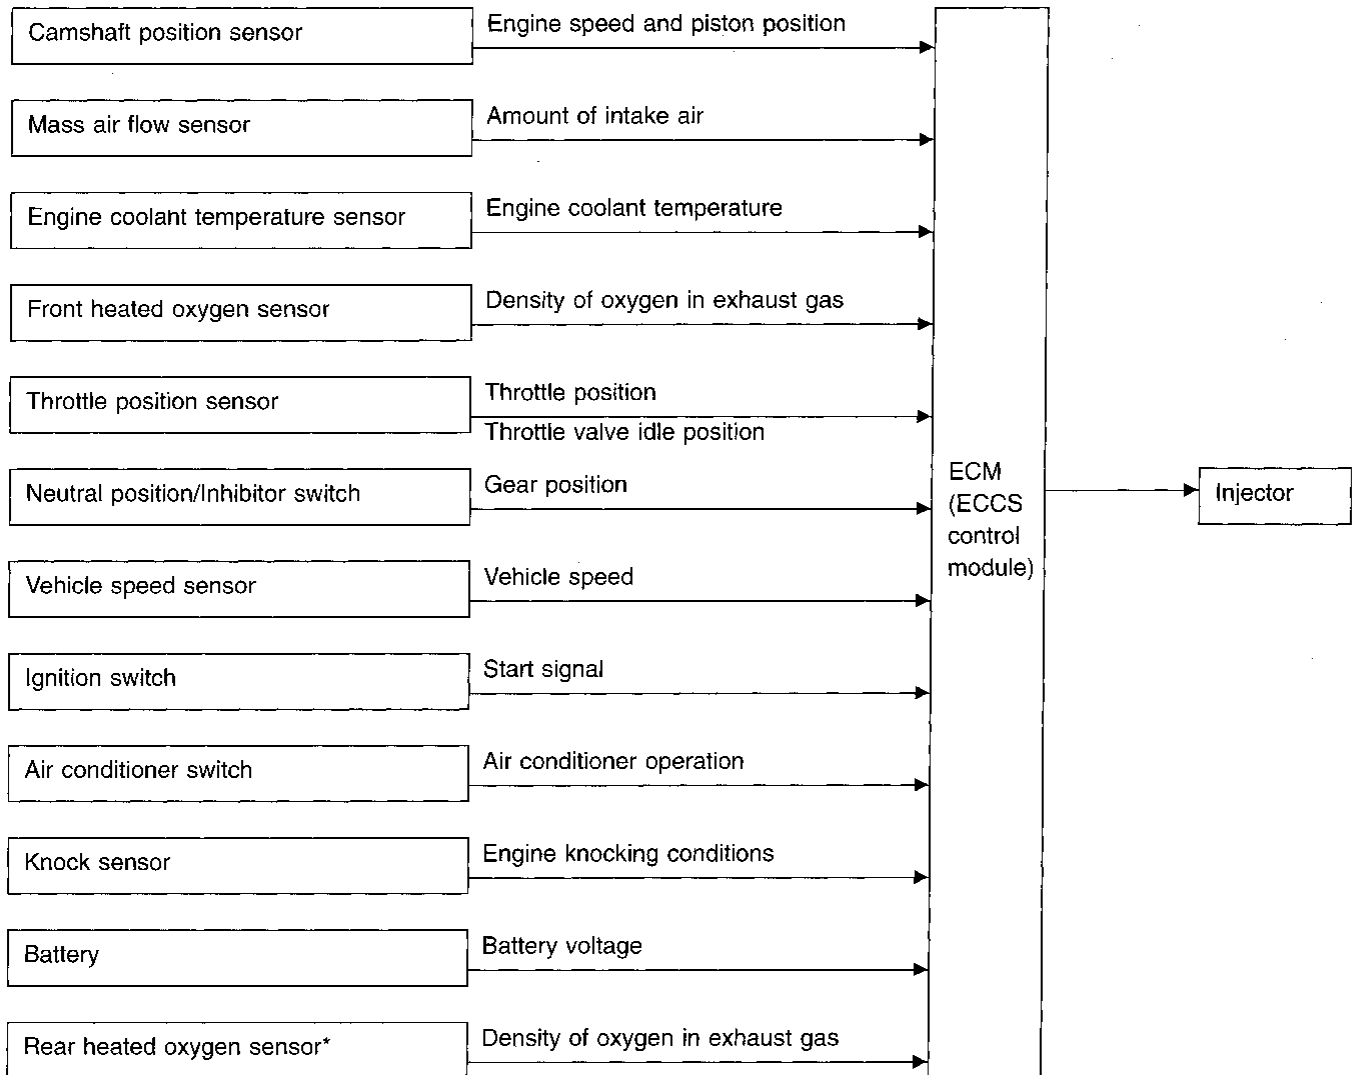 Camshaft position sensor
Engine speed and piston position
Mass air flow sensor
Amount of intake air
Engine coolant temperature sensor
Engine coolant temperature
Front heated oxygen sensor
Density of oxygen in exhaust gas
Throttle position sensor
Throttle position
Throttle valve idle position
Neutral position/Inhibitor switch
Gear position
Vehicle speed sensor
Vehicle speed
Ignition switch
Start signal
Air conditioner switch
Air conditioner operation
Knock sensor
Engine knocking conditions
Battery
Battery voltage
Rear heated oxygen sensor*
Density of oxygen in exhaust gas
ECM
(ECCS
control
module)
Injector